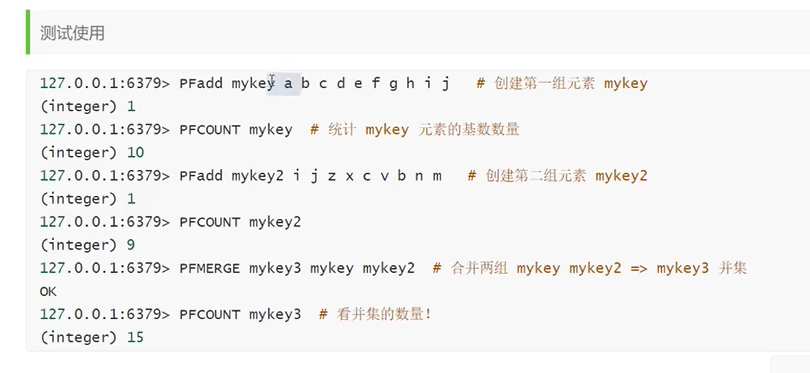 测试使用
127.0.0.1:6379> PFadd mykey a b c d e f g h i j # 创建第一组元素 mykey
(integer) 1
127.0.0.1:6379> PFCOUNT mykey # 统计 mykey 元素的基数数量
(integer) 10
127.0.0.1:6379> PFadd mykey2 i j z x c v b n m # 创建第二组元素 mykey2
(integer) 1
127.0.0.1:6379> PFCOUNT mykey2
(integer) 9
127.0.0.1:6379> PFMERGE mykey3 mykey mykey2 # 合并两组 mykey mykey2 => mykey3 并集
OK
127.0.0.1:6379> PFCOUNT mykey3 # 看并集的数量！
(integer) 15